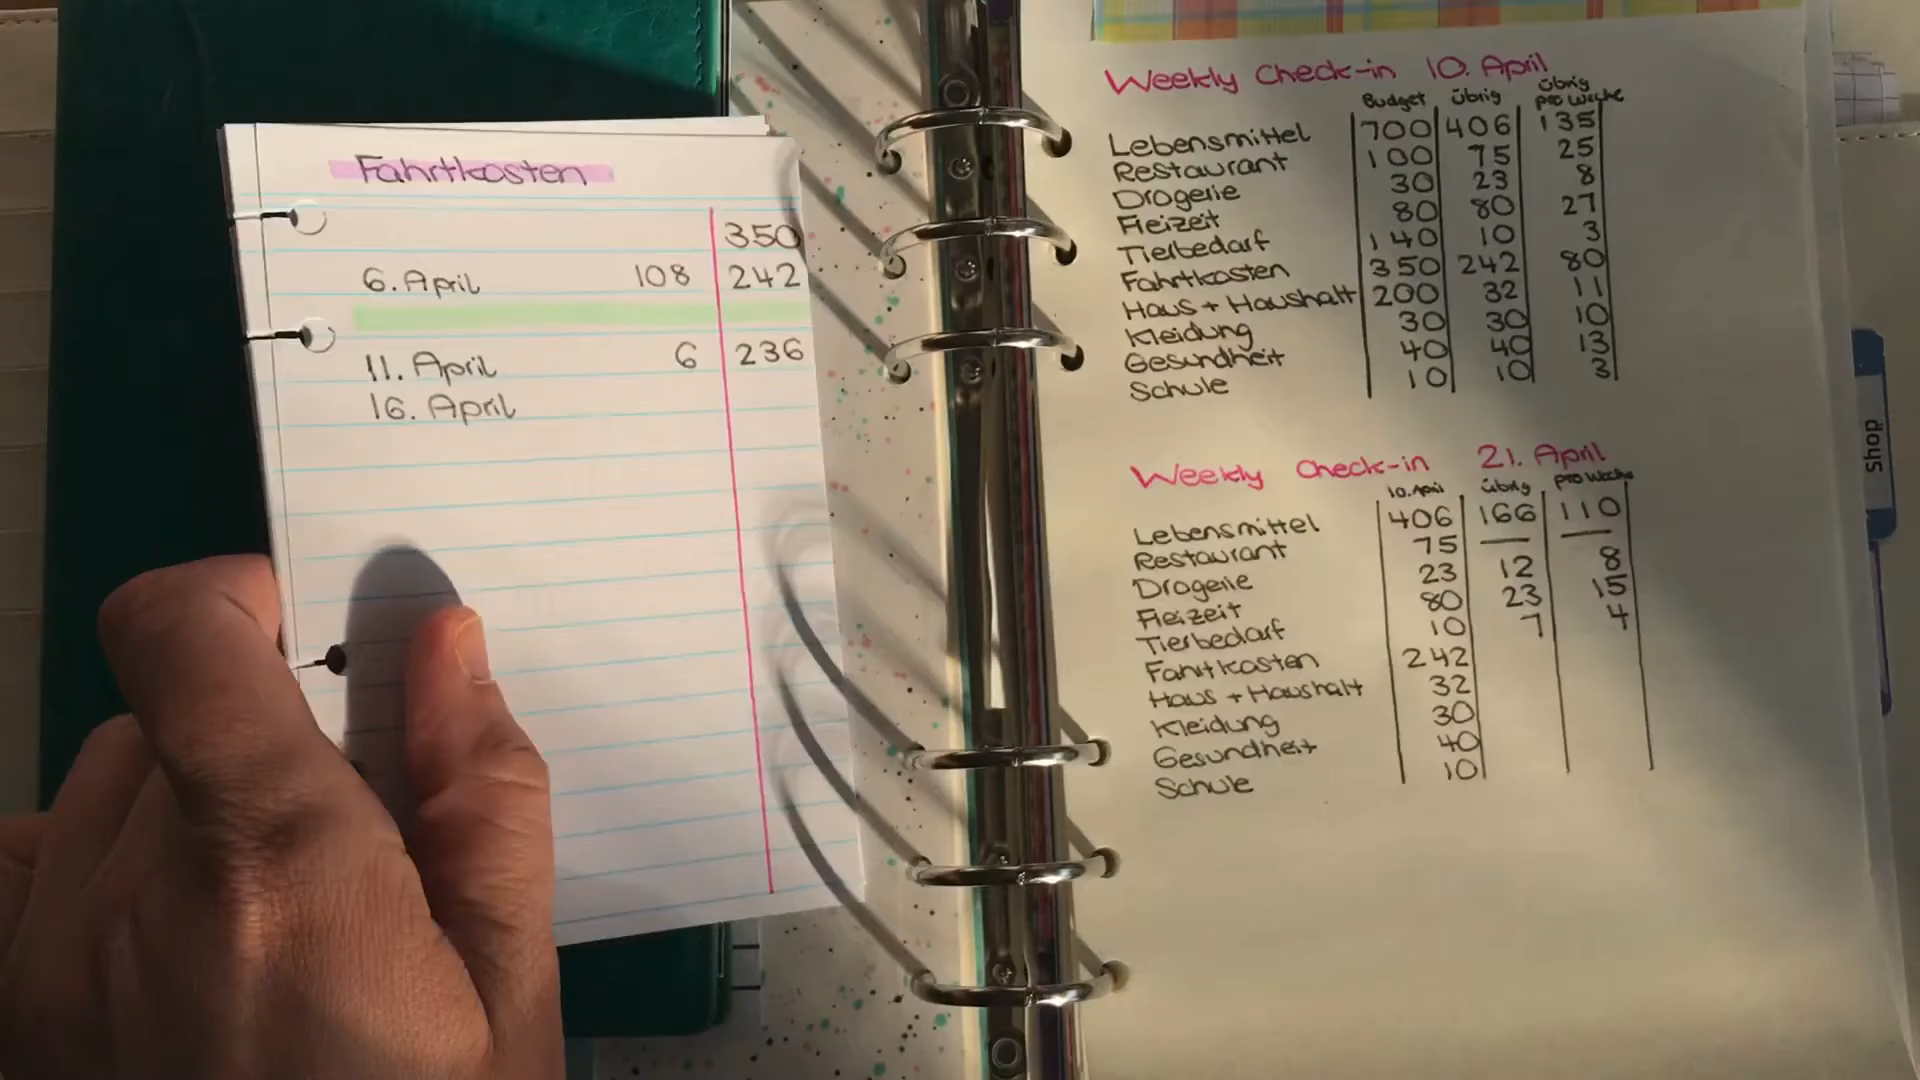 Fahrtkosten
350
6. April 108 242
11. April 6 236
16. April
Weekly Check-in 10. April
Budget übrig übrig pro Woche
Lebensmittel 700 406 135
Restaurant 100 75 25
Drogerie 30 23 8
Freizeit 80 80 27
Tierbedarf 140 10 3
Fahrtkosten 350 242 80
Haus + Haushalt 200 32 11
Kleidung 30 30 10
Gesundheit 40 40 13
Schule 10 10 3
Weekly Check-in 21. April
10. April übrig pro Woche
Lebensmittel 406 166 110
Restaurant 75 — —
Drogerie 23 12 8
Freizeit 80 23 15
Tierbedarf 10 7 4
Fahrtkosten 242
Haus + Haushalt 32
Kleidung 30
Gesundheit 40
Schule 10
Shop